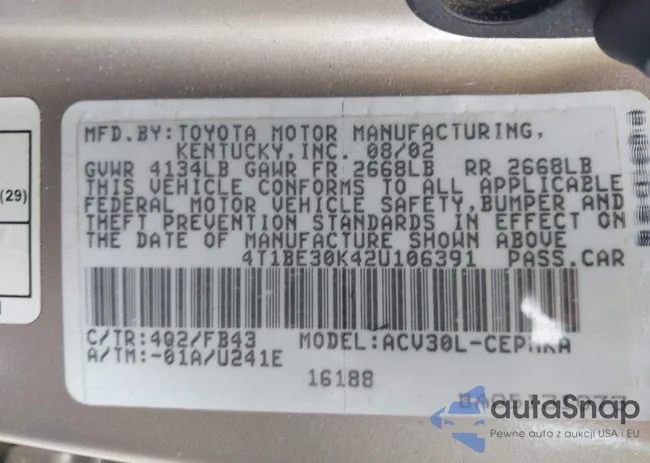 MFD.BY:TOYOTA MOTOR MANUFACTURING,
KENTUCKY,INC. 08/02
GVWR 4134LB GAWR FR 2668LB RR 2668LB
THIS VEHICLE CONFORMS TO ALL APPLICABLE
FEDERAL MOTOR VEHICLE SAFETY,BUMPER AND
THEFT PREVENTION STANDARDS IN EFFECT ON
THE DATE OF MANUFACTURE SHOWN ABOVE
(29)
4T1BE30K42U106391 PASS.CAR
C/TR:4Q2/FB43 MODEL:ACV30L-CEPNKA
A/TM:-01A/U241E
16188
autoSnap
Pewne auta z aukcji USA i EU